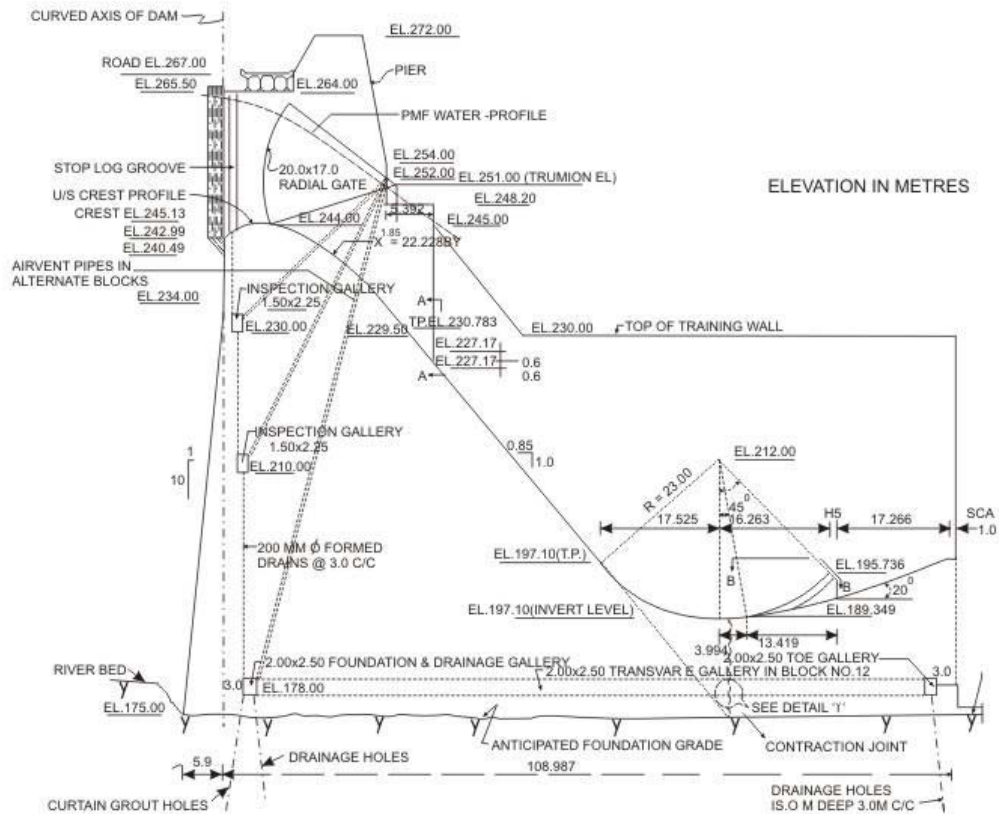 CURVED AXIS OF DAM
EL.272.00
ROAD EL.267.00
EL.265.50
EL.264.00
PIER
PMF WATER -PROFILE
STOP LOG GROOVE
20.0x17.0
RADIAL GATE
EL.254.00
EL.252.00
EL.251.00 (TRUMION EL)
EL.248.20
ELEVATION IN METRES
U/S CREST PROFILE
CREST EL.245.13
EL.242.99
EL.240.49
EL.244.00
5.392
EL.245.00
X 1.85 = 22.228BY
AIRVENT PIPES IN
ALTERNATE BLOCKS
EL.234.00
INSPECTION GALLERY
1.50x2.25
EL.230.00
EL.229.50
A
TP.EL.230.783
EL.230.00
TOP OF TRAINING WALL
EL.227.17
EL.227.17
0.6
0.6
A
INSPECTION GALLERY
1.50x2.25
EL.210.00
1
10
0.85
1.0
EL.212.00
R = 23.00
45 0
H5
SCA
17.525
16.263
17.266
1.0
200 MM Ø FORMED
DRAINS @ 3.0 C/C
EL.197.10(T.P.)
EL.195.736
B
B
20 0
EL.197.10(INVERT LEVEL)
EL.189.349
3.994
13.419
2.00x2.50 FOUNDATION & DRAINAGE GALLERY
2.00x2.50 TOE GALLERY
2.00x2.50 TRANSVAR E GALLERY IN BLOCK NO.12
RIVER BED
3.0
EL.178.00
3.0
EL.175.00
SEE DETAIL '1'
ANTICIPATED FOUNDATION GRADE
CONTRACTION JOINT
5.9
DRAINAGE HOLES
108.987
CURTAIN GROUT HOLES
DRAINAGE HOLES
IS.O M DEEP 3.0M C/C